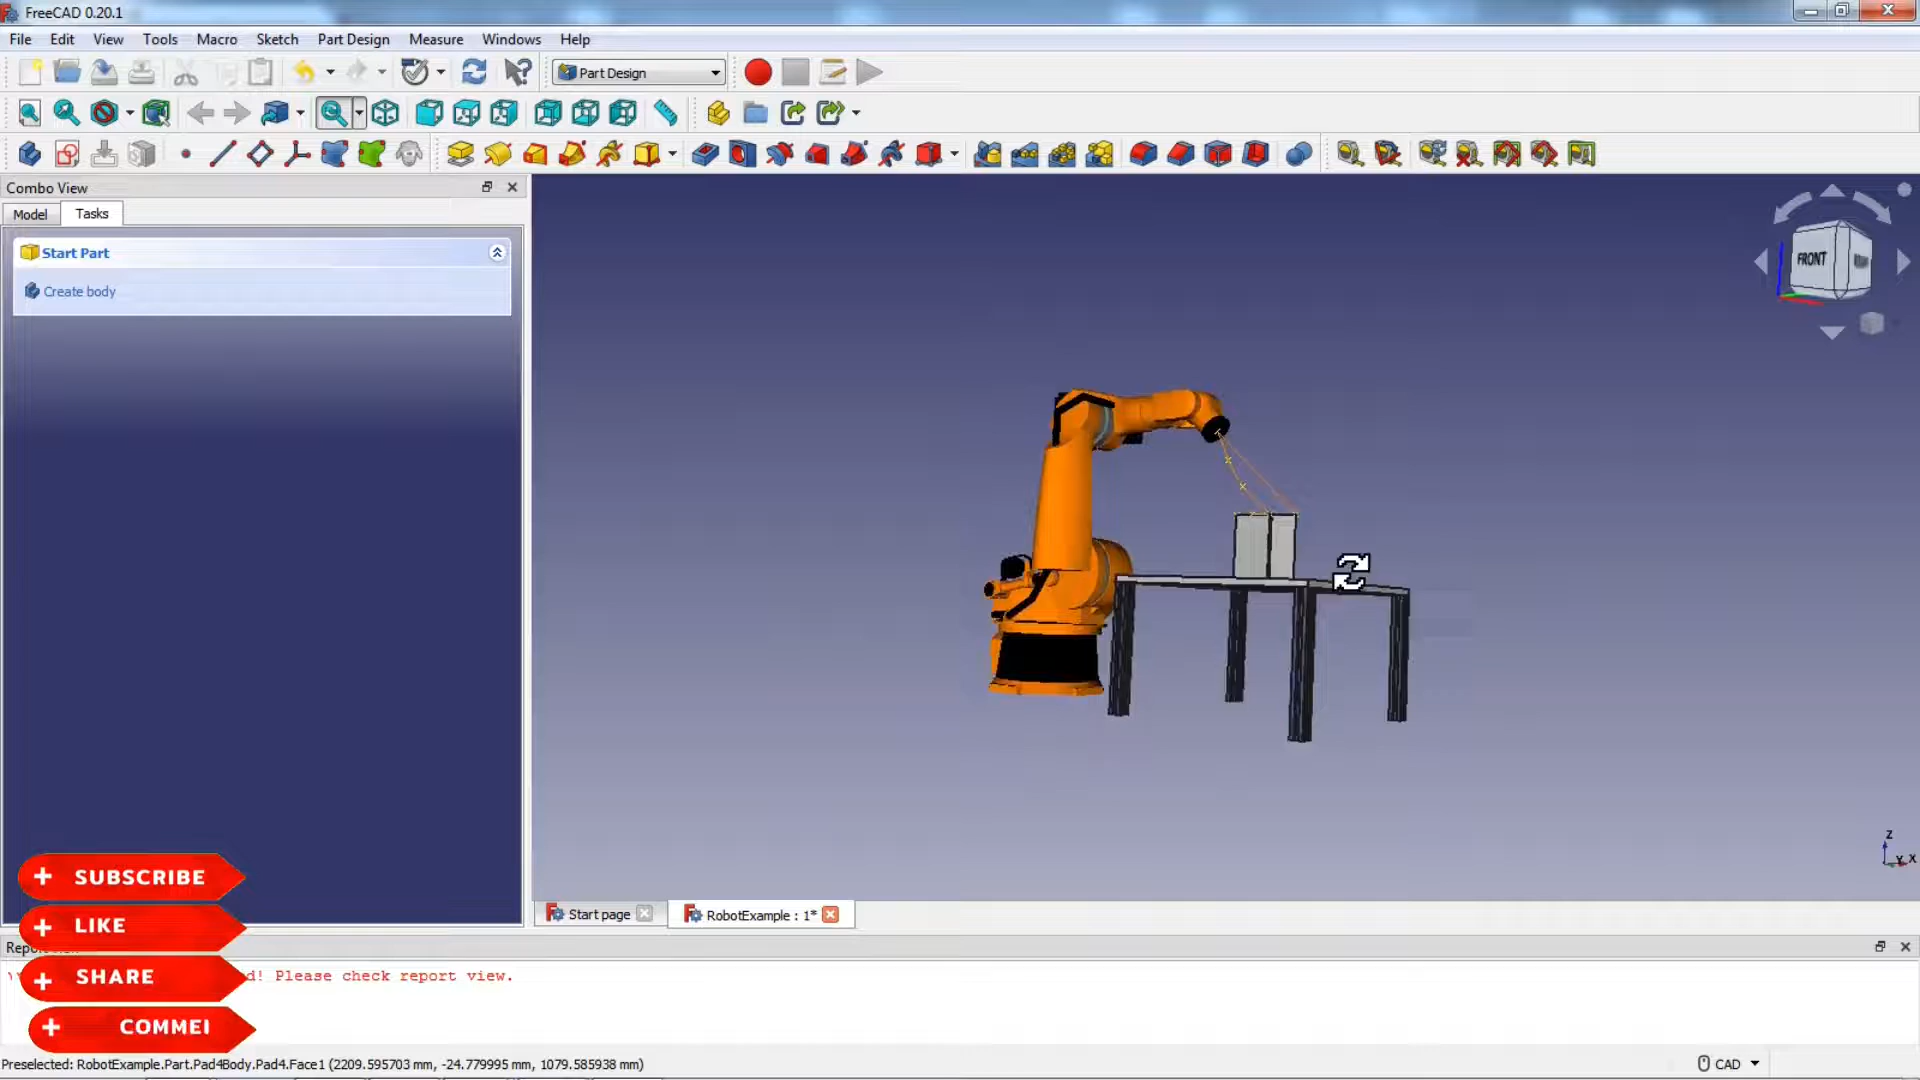 FreeCAD 0.20.1
File Edit View Tools Macro Sketch Part Design Measure Windows Help
Part Design
Combo View
Model Tasks
Start Part
Create body
FRONT
Z
Y X
Start page
RobotExample : 1*
Repor
d! Please check report view.
+ SUBSCRIBE
+ LIKE
+ SHARE
+ COMMEI
Preselected: RobotExample.Part.Pad4Body.Pad4.Face1 (2209.595703 mm, -24.779995 mm, 1079.585938 mm)
CAD